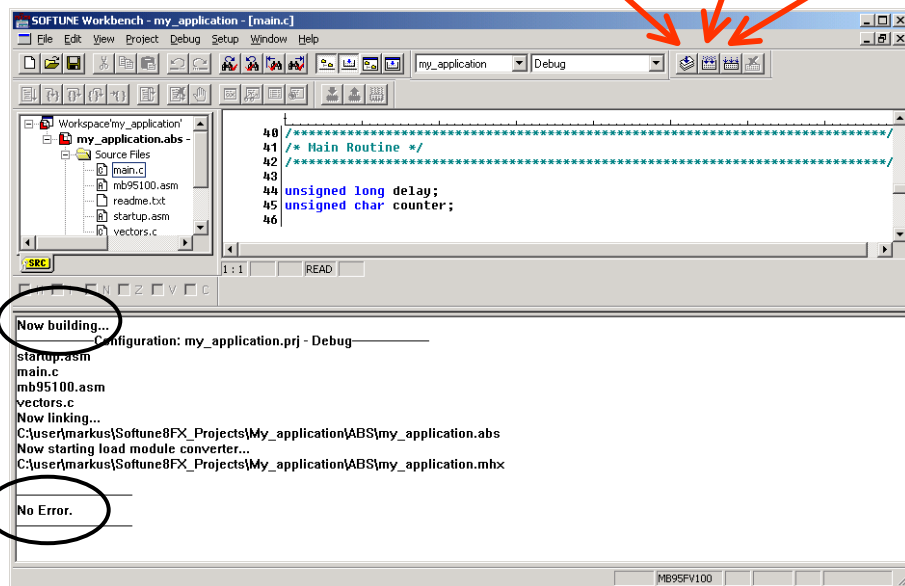 SOFTUNE Workbench - my_application - [main.c]
File Edit View Project Debug Setup Window Help
my_application Debug
Workspace'my_application'
my_application.abs -
Source Files
main.c
mb95100.asm
readme.txt
startup.asm
vectors.c
SRC
40 /****************************************************************************/
41 /* Main Routine */
42 /****************************************************************************/
43
44 unsigned long delay;
45 unsigned char counter;
46
1 : 1 READ
H I N Z V C
Now building...
Configuration: my_application.prj - Debug
startup.asm
main.c
mb95100.asm
vectors.c
Now linking...
C:\user\markus\Softune8FX_Projects\My_application\ABS\my_application.abs
Now starting load module converter...
C:\user\markus\Softune8FX_Projects\My_application\ABS\my_application.mhx
No Error.
MB95FV100